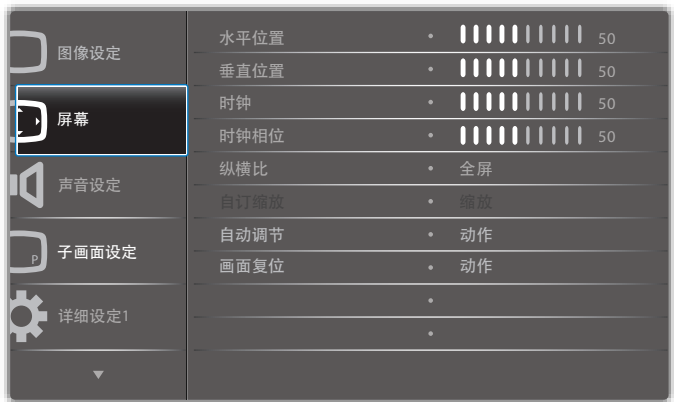 图像设定
屏幕
声音设定
P
子画面设定
详细设定1
水平位置 • 50
垂直位置 • 50
时钟 • 50
时钟相位 • 50
纵横比 • 全屏
自订缩放 • 缩放
自动调节 • 动作
画面复位 • 动作
•
•